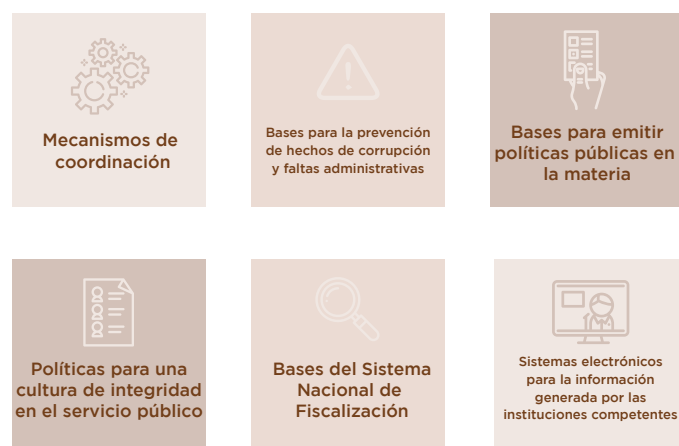 Mecanismos de
coordinación
Bases para la prevención
de hechos de corrupción
y faltas administrativas
Bases para emitir
políticas públicas en
la materia
Políticas para una
cultura de integridad
en el servicio público
Bases del Sistema
Nacional de
Fiscalización
Sistemas electrónicos
para la información
generada por las
instituciones competentes